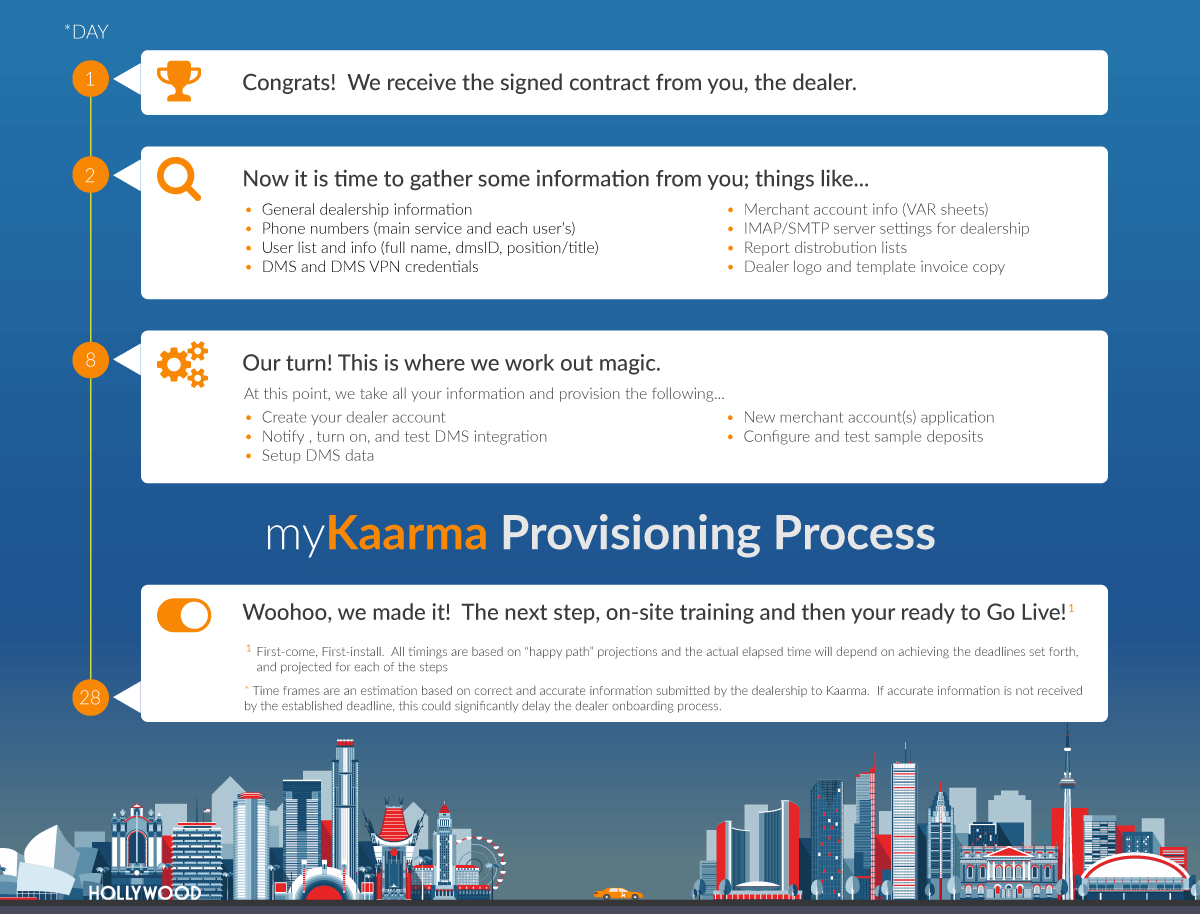 *DAY
1
Congrats! We receive the signed contract from you, the dealer.
2
Now it is time to gather some information from you; things like...
• General dealership information
• Phone numbers (main service and each user's)
• User list and info (full name, dmsID, position/title)
• DMS and DMS VPN credentials
• Merchant account info (VAR sheets)
• IMAP/SMTP server settings for dealership
• Report distrobution lists
• Dealer logo and template invoice copy
8
Our turn! This is where we work out magic.
At this point, we take all your information and provision the following...
• Create your dealer account
• Notify , turn on, and test DMS integration
• Setup DMS data
• New merchant account(s) application
• Configure and test sample deposits
myKaarma Provisioning Process
Woohoo, we made it! The next step, on-site training and then your ready to Go Live!1
1 First-come, First-install. All timings are based on "happy path" projections and the actual elapsed time will depend on achieving the deadlines set forth,
and projected for each of the steps
28
* Time frames are an estimation based on correct and accurate information submitted by the dealership to Kaarma. If accurate information is not received
by the established deadline, this could significantly delay the dealer onboarding process.
HOLLYWOOD